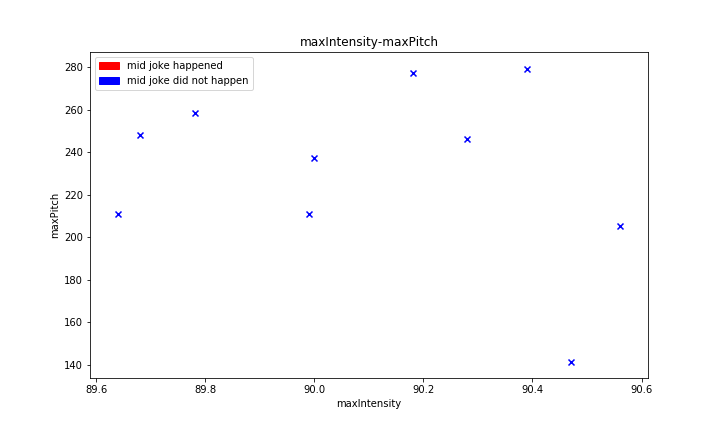 maxIntensity-maxPitch
mid joke happened
mid joke did not happen
280
260
240
220
200
180
160
140
maxPitch
89.6 89.8 90.0 90.2 90.4 90.6
maxIntensity